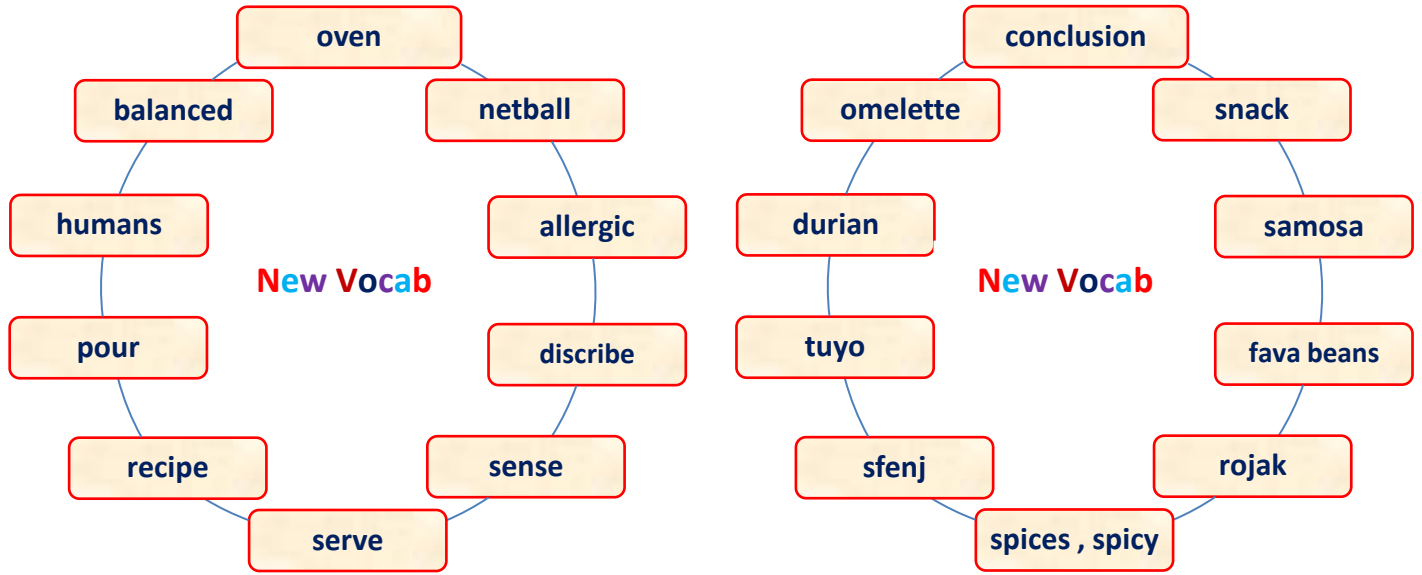 oven
netball
allergic
discribe
sense
serve
recipe
pour
humans
balanced
New Vocab
conclusion
snack
samosa
fava beans
rojak
spices , spicy
sfenj
tuyo
durian
omelette
New Vocab